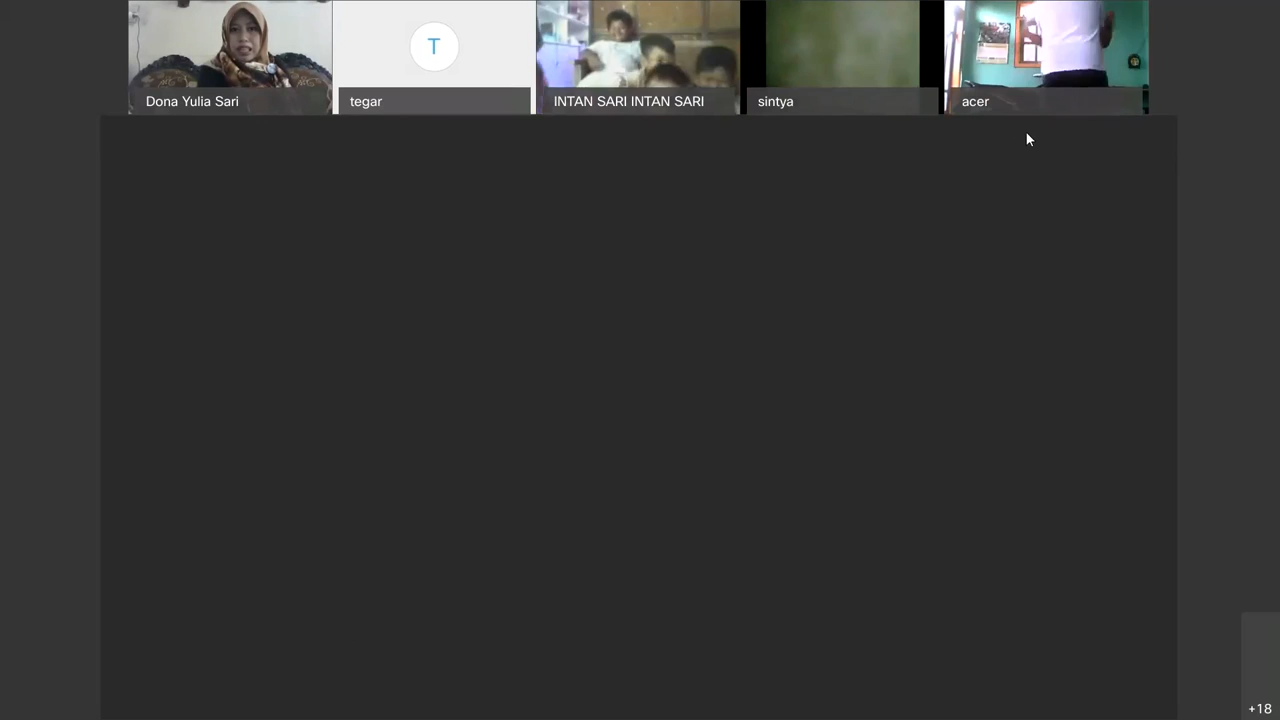 T
Dona Yulia Sari
tegar
INTAN SARI INTAN SARI
sintya
acer
+18